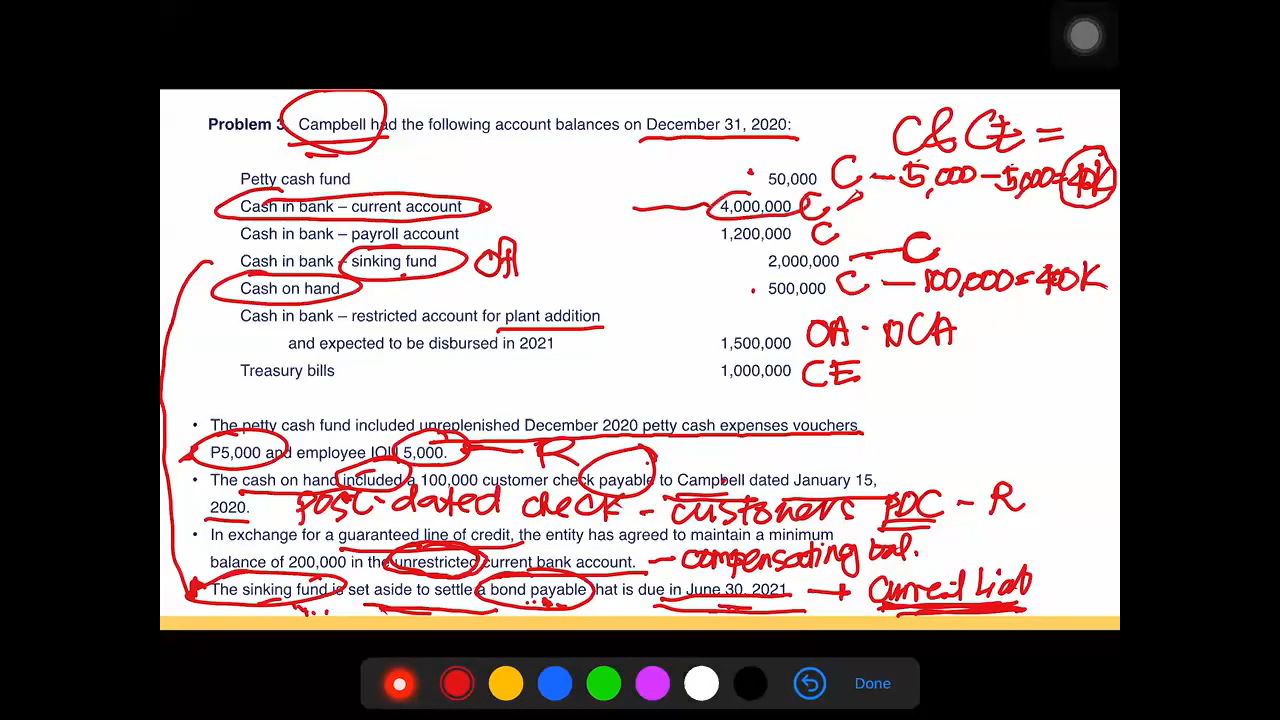 Problem 3 Campbell had the following account balances on December 31, 2020:
C & CE =
Petty cash fund 50,000 C - 5,000 - 5,000 = 40K
Cash in bank – current account 4,000,000 C
Cash in bank – payroll account 1,200,000 C
Cash in bank – sinking fund 2,000,000 C
Cash on hand 500,000 C - 100,000 = 400K
Cash in bank – restricted account for plant addition
and expected to be disbursed in 2021 1,500,000 OA - NCA
Treasury bills 1,000,000 CE
• The petty cash fund included unreplenished December 2020 petty cash expenses vouchers
P5,000 and employee IOU 5,000. - R
• The cash on hand included a 100,000 customer check payable to Campbell dated January 15,
2020. Post-dated check - customers PDC - R
• In exchange for a guaranteed line of credit, the entity has agreed to maintain a minimum
balance of 200,000 in the unrestricted current bank account. - compensating bal.
• The sinking fund is set aside to settle a bond payable that is due in June 30, 2021 → Current Liab
Done